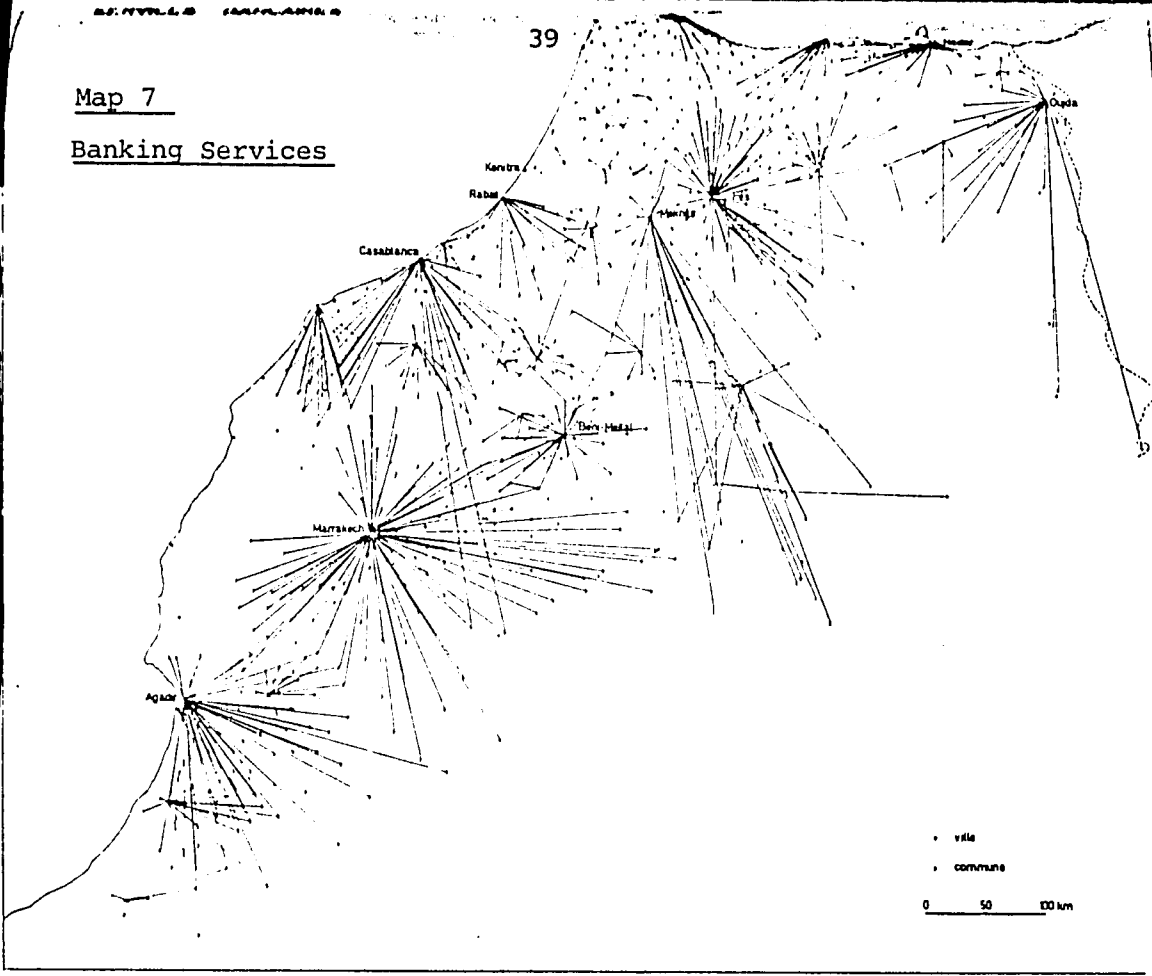 39
Map 7
Banking Services
Oujda
Kenitra
Rabat
Meknès
Fès
Casablanca
Beni-Mellal
Marrakech
Agadir
ville
commune
0 50 100 km